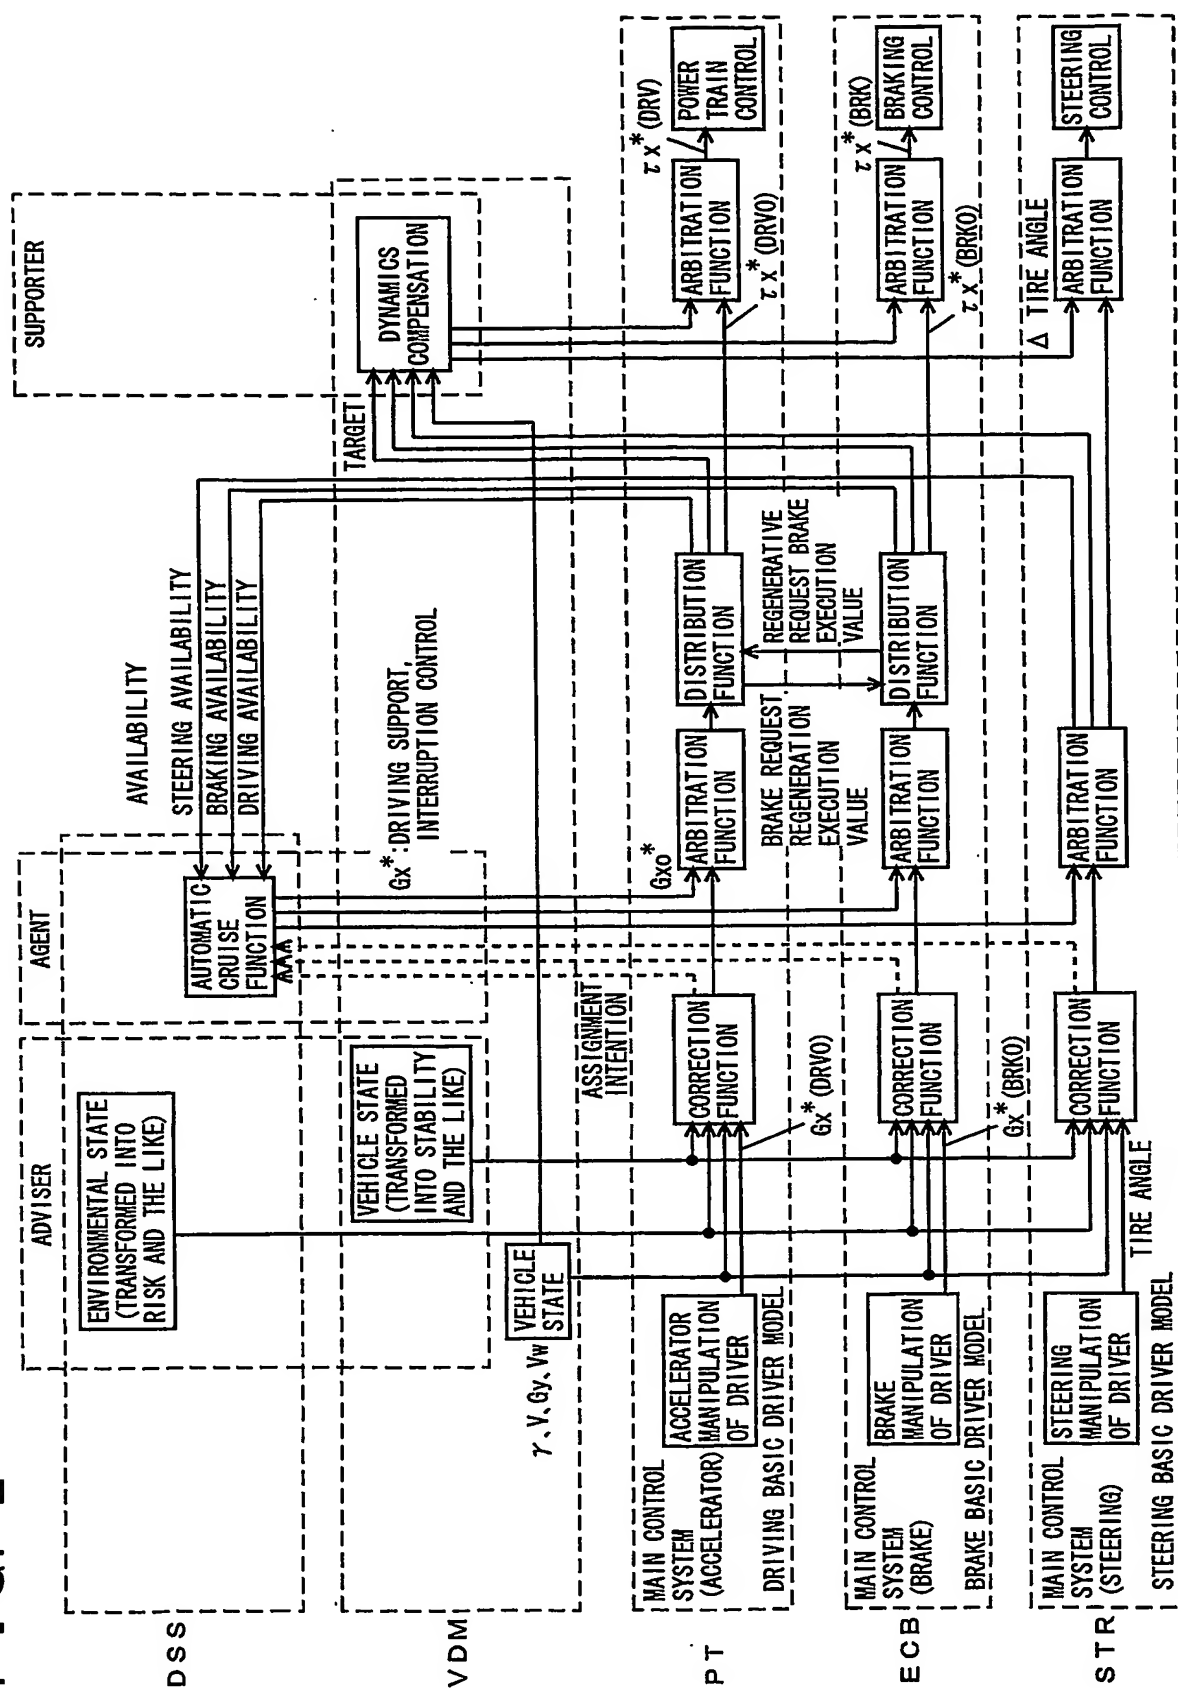 DSS
VDM
PT
ECB
STR
ADVISER
ENVIRONMENTAL STATE
(TRANSFORMED INTO
RISK AND THE LIKE)
VEHICLE STATE
(TRANSFORMED
INTO STABILITY
AND THE LIKE)
VEHICLE
STATE
γ、V、Gy、Vw
AGENT
AUTOMATIC
CRUISE
FUNCTION
ASSIGNMENT
INTENTION
AVAILABILITY
STEERING AVAILABILITY
BRAKING AVAILABILITY
DRIVING AVAILABILITY
Gx*:DRIVING SUPPORT,
INTERRUPTION CONTROL
SUPPORTER
TARGET
DYNAMICS
COMPENSATION
MAIN CONTROL
SYSTEM
(ACCELERATOR)
ACCELERATOR
MANIPULATION
OF DRIVER
DRIVING BASIC DRIVER MODEL
Gx*(DRV0)
CORRECTION
FUNCTION
Gx0*
ARBITRATION
FUNCTION
DISTRIBUTION
FUNCTION
τx*(DRV0)
ARBITRATION
FUNCTION
τx*(DRV)
POWER
TRAIN
CONTROL
BRAKE REQUEST
REGENERATION
EXECUTION
VALUE
REGENERATIVE
REQUEST BRAKE
EXECUTION
VALUE
MAIN CONTROL
SYSTEM
(BRAKE)
BRAKE
MANIPULATION
OF DRIVER
BRAKE BASIC DRIVER MODEL
Gx*(BRK0)
CORRECTION
FUNCTION
ARBITRATION
FUNCTION
DISTRIBUTION
FUNCTION
τx*(BRK0)
ARBITRATION
FUNCTION
τx*(BRK)
BRAKING
CONTROL
MAIN CONTROL
SYSTEM
(STEERING)
STEERING
MANIPULATION
OF DRIVER
STEERING BASIC DRIVER MODEL
TIRE ANGLE
CORRECTION
FUNCTION
ARBITRATION
FUNCTION
Δ TIRE ANGLE
ARBITRATION
FUNCTION
STEERING
CONTROL